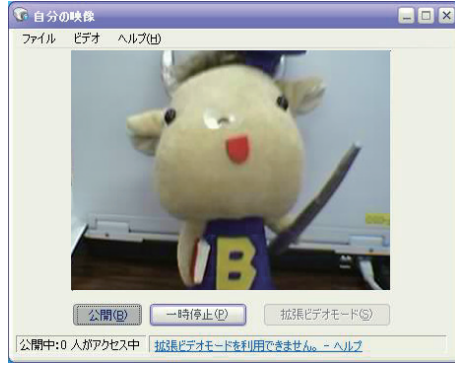 自分の映像
ファイル ビデオ ヘルプ(H)
B
公開(B) 一時停止(P) 拡張ビデオモード(S)
公開中:0 人がアクセス中 拡張ビデオモードを利用できません。 - ヘルプ